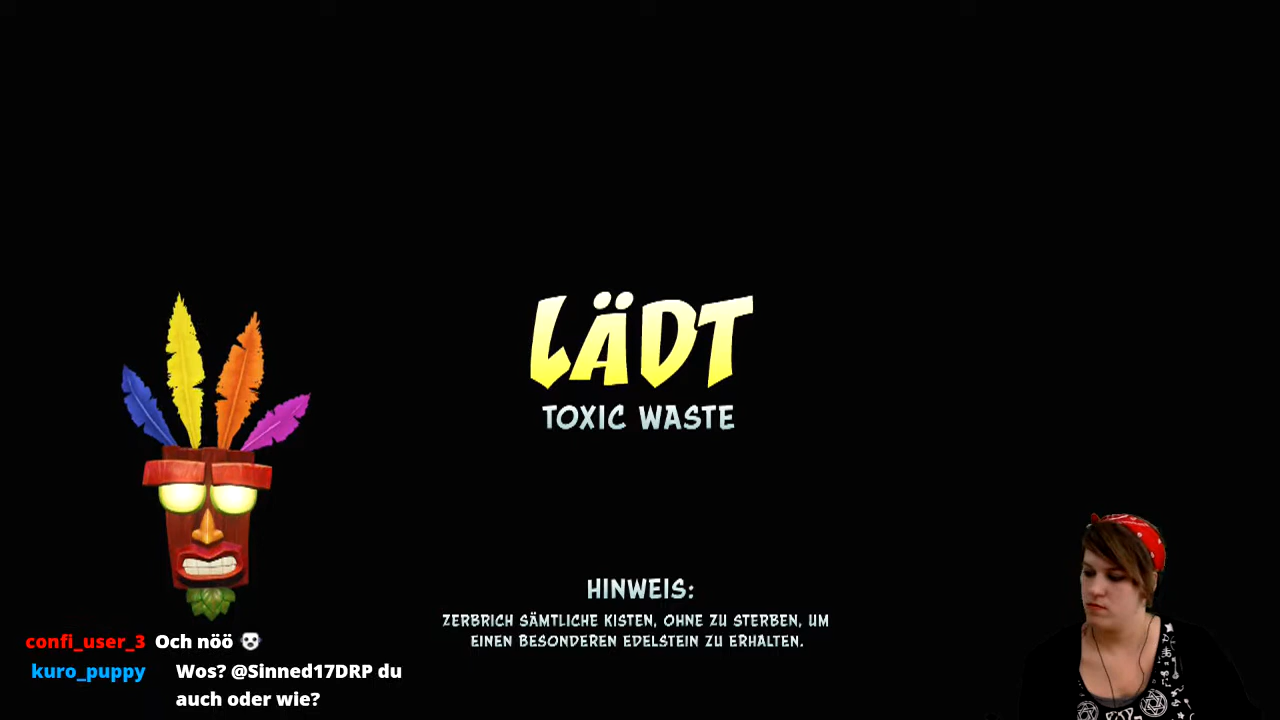 LÄDT
TOXIC WASTE
HINWEIS:
ZERBRICH SÄMTLICHE KISTEN, OHNE ZU STERBEN, UM
EINEN BESONDEREN EDELSTEIN ZU ERHALTEN.
confi_user_3 Och nöö
kuro_puppy Wos? @Sinned17DRP du
auch oder wie?